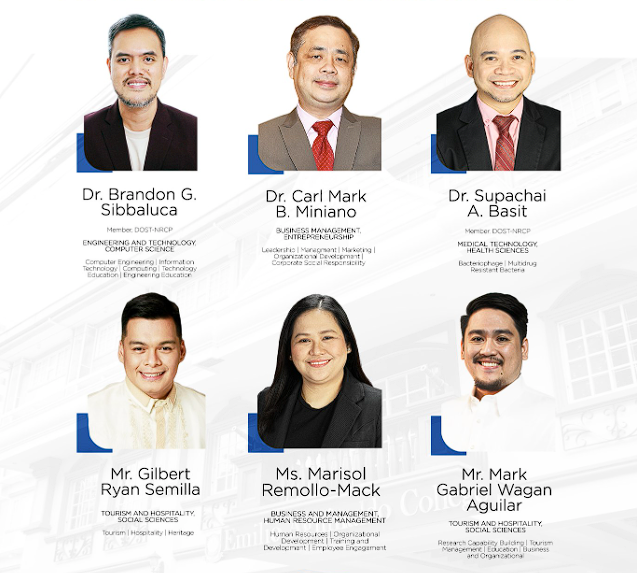 Dr. Brandon G.
Sibbaluca
Member, DOST-NRCP
ENGINEERING AND TECHNOLOGY,
COMPUTER SCIENCE
Computer Engineering | Information
Technology | Computing | Technology
Education | Engineering Education
Dr. Carl Mark
B. Miniano
BUSINESS MANAGEMENT,
ENTREPRENEURSHIP
Leadership | Managment | Marketing |
Organizational Development |
Corporate Social Responsibility
Dr. Supachai
A. Basit
Member, DOST-NRCP
MEDICAL TECHNOLOGY,
HEALTH SCIENCES
Bacteriophage | Multidrug
Resistant Bacteria
Mr. Gilbert
Ryan Semilla
TOURISM AND HOSPITALITY,
SOCIAL SCIENCES
Tourism | Hospitality | Heritage
Ms. Marisol
Remollo-Mack
BUSINESS AND MANAGEMENT,
HUMAN RESOURCE MANAGEMENT
Human Resources | Organizational
Development | Training and
Development | Employee Engagement
Mr. Mark
Gabriel Wagan
Aguilar
TOURISM AND HOSPITALITY,
SOCIAL SCIENCES
Research Capability Building | Tourism
Management | Education | Business
and Organizational